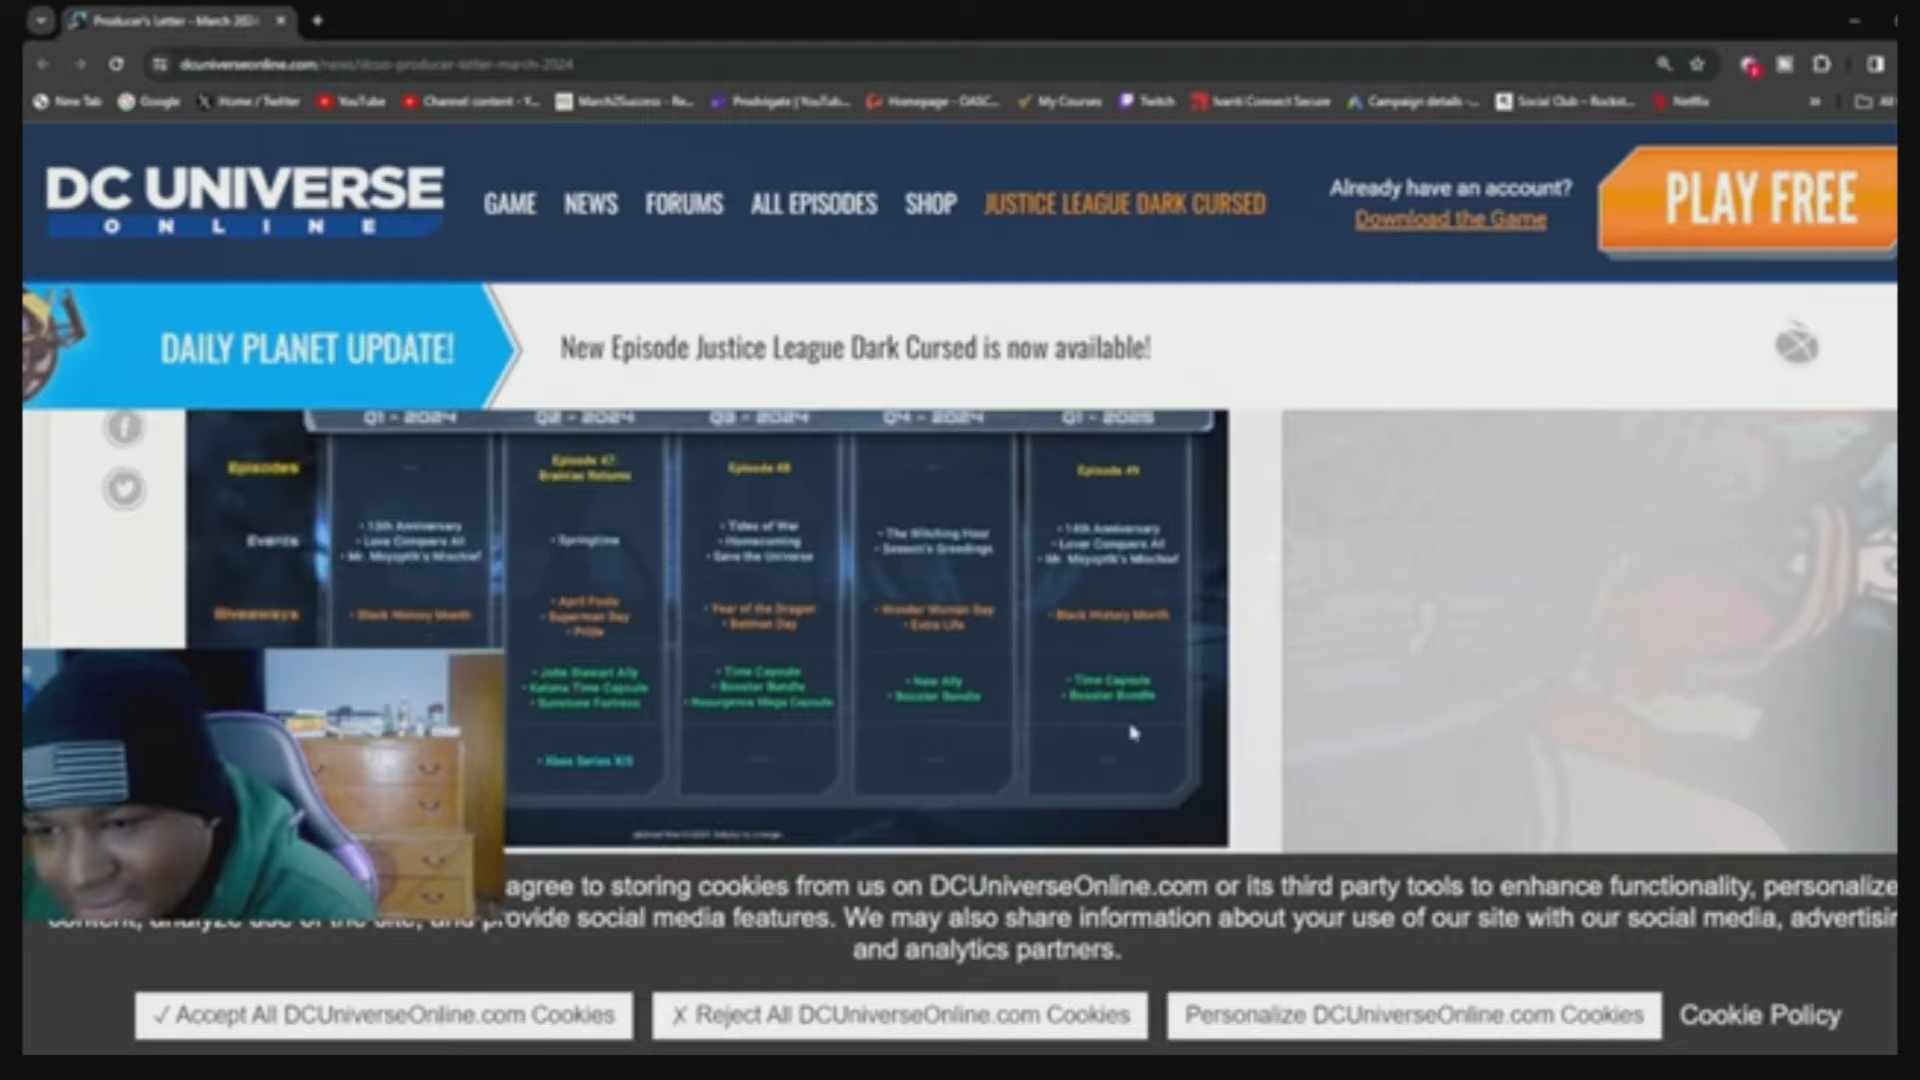 Producer's Letter - March 202
dcuniverseonline.com/news/dcuo-producer-letter-march-2024
New Tab
Google
Home / Twitter
YouTube
Channel content - Y...
March2Success - Re...
Prodvigate | YouTub...
Homepage - OASC...
My Courses
Twitch
Ivanti Connect Secure
Campaign details -...
Social Club - Rockst...
Netflix
DC UNIVERSE
ONLINE
GAME
NEWS
FORUMS
ALL EPISODES
SHOP
JUSTICE LEAGUE DARK CURSED
Already have an account?
Download the Game
PLAY FREE
DAILY PLANET UPDATE!
New Episode Justice League Dark Cursed is now available!
Q1 - 2024
Q2 - 2024
Q3 - 2024
Q4 - 2024
Q1 - 2025
Episodes
Episode 47:
Brainiac Returns
Episode 48
Episode 49
Events
• 13th Anniversary
• Love Conquers All
• Mr. Mxyzptlk's Mischief
• Springtime
• Tides of War
• Homecoming
• Save the Universe
• The Witching Hour
• Season's Greedings
• 14th Anniversary
• Lover Conquers All
• Mr. Mxyzptlk's Mischief
Giveaways
• Black History Month
• April Fools
• Superman Day
• Pride
• Year of the Dragon
• Batman Day
• Wonder Woman Day
• Extra Life
• Black History Month
• John Stewart Ally
• Katana Time Capsule
• Sunstone Fortress
• Time Capsule
• Booster Bundle
• Resurgence Mega Capsule
• New Ally
• Booster Bundle
• Time Capsule
• Booster Bundle
• Xbox Series X|S
agree to storing cookies from us on DCUniverseOnline.com or its third party tools to enhance functionality, personalize
content, analyze use of the site, and provide social media features. We may also share information about your use of our site with our social media, advertisin
and analytics partners.
✓ Accept All DCUniverseOnline.com Cookies
X Reject All DCUniverseOnline.com Cookies
Personalize DCUniverseOnline.com Cookies
Cookie Policy